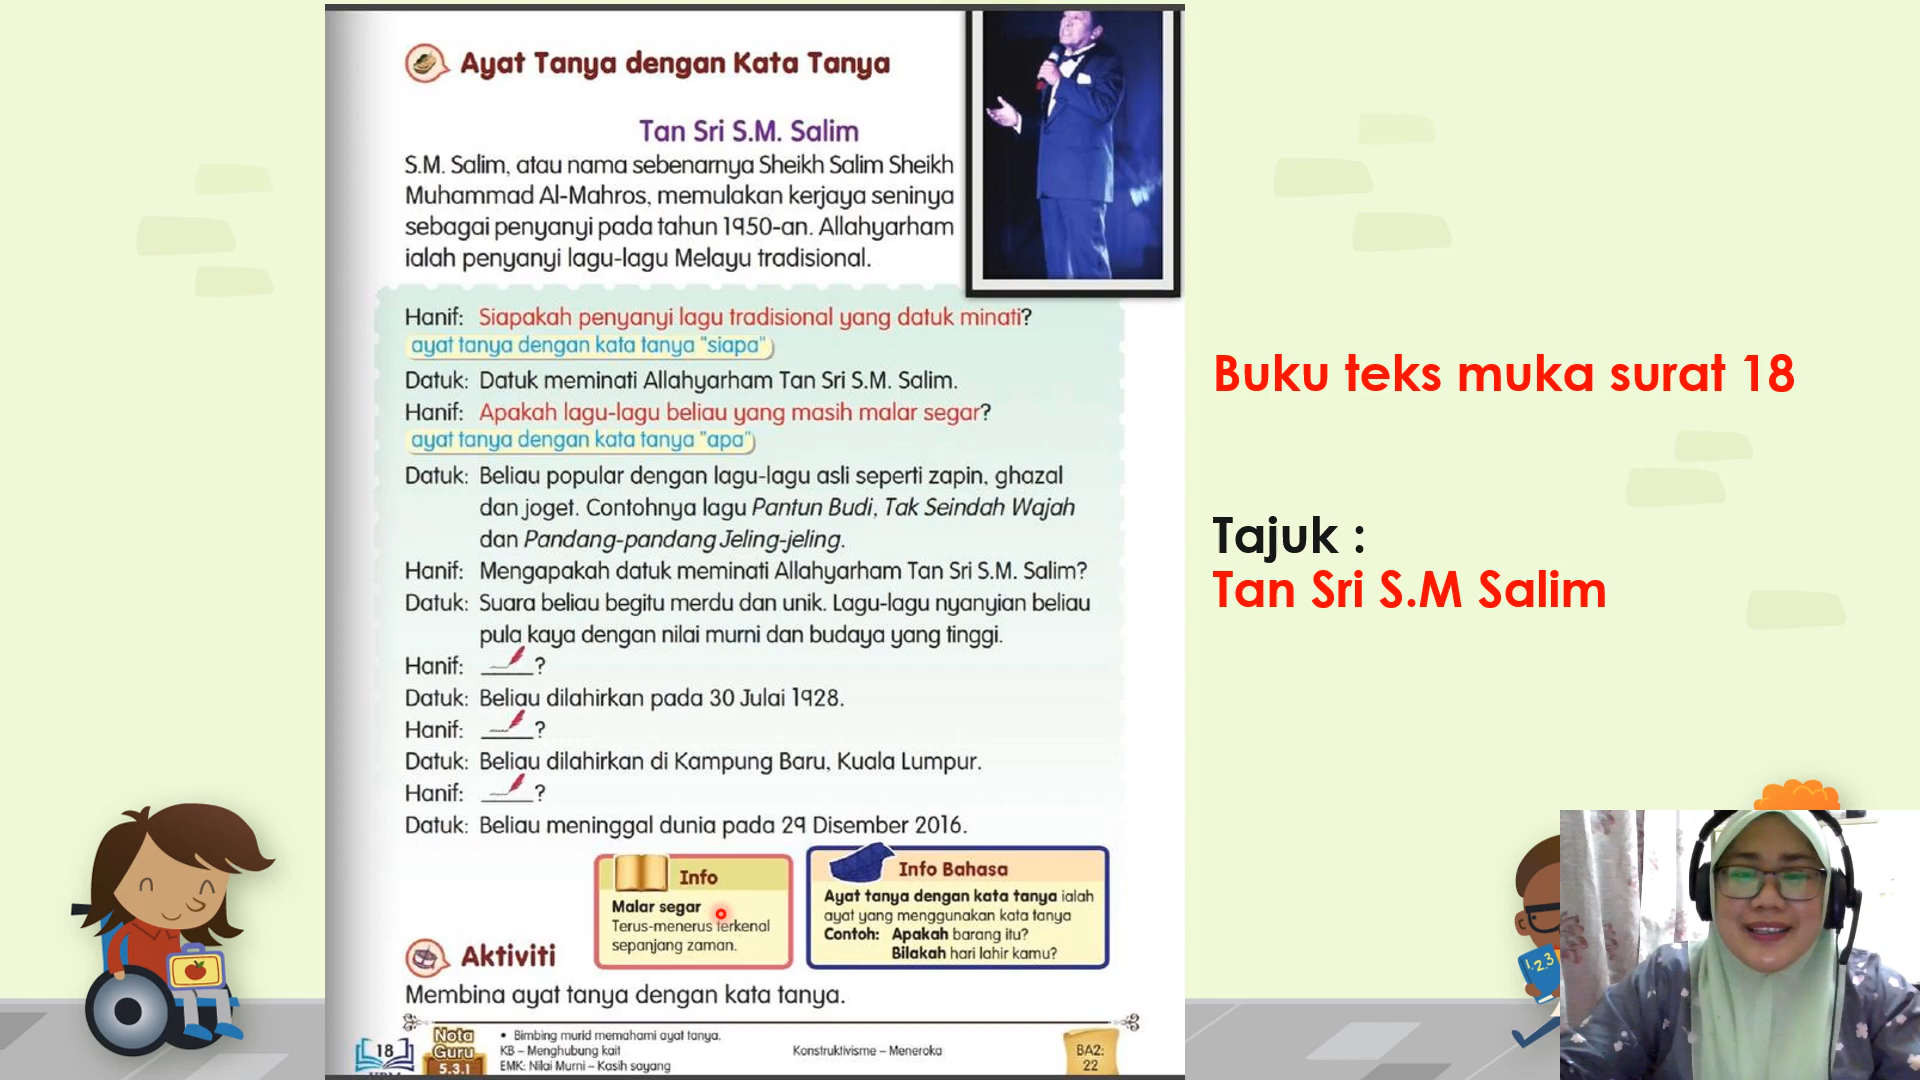 Ayat Tanya dengan Kata Tanya
Tan Sri S.M. Salim
S.M. Salim, atau nama sebenarnya Sheikh Salim Sheikh
Muhammad Al-Mahros, memulakan kerjaya seninya
sebagai penyanyi pada tahun 1950-an. Allahyarham
ialah penyanyi lagu-lagu Melayu tradisional.
Hanif: Siapakah penyanyi lagu tradisional yang datuk minati?
ayat tanya dengan kata tanya "siapa"
Datuk: Datuk meminati Allahyarham Tan Sri S.M. Salim.
Hanif: Apakah lagu-lagu beliau yang masih malar segar?
ayat tanya dengan kata tanya "apa"
Datuk: Beliau popular dengan lagu-lagu asli seperti zapin, ghazal
dan joget. Contohnya lagu Pantun Budi, Tak Seindah Wajah
dan Pandang-pandang Jeling-jeling.
Hanif: Mengapakah datuk meminati Allahyarham Tan Sri S.M. Salim?
Datuk: Suara beliau begitu merdu dan unik. Lagu-lagu nyanyian beliau
pula kaya dengan nilai murni dan budaya yang tinggi.
Hanif: ____?
Datuk: Beliau dilahirkan pada 30 Julai 1928.
Hanif: ____?
Datuk: Beliau dilahirkan di Kampung Baru, Kuala Lumpur.
Hanif: ____?
Datuk: Beliau meninggal dunia pada 29 Disember 2016.
Info
Malar segar
Terus-menerus terkenal
sepanjang zaman.
Info Bahasa
Ayat tanya dengan kata tanya ialah
ayat yang menggunakan kata tanya
Contoh: Apakah barang itu?
Bilakah hari lahir kamu?
Aktiviti
Membina ayat tanya dengan kata tanya.
18
Nota
Guru
5.3.1
• Bimbing murid memahami ayat tanya.
KB – Menghubung kait
Konstruktivisme – Meneroka
EMK: Nilai Murni – Kasih sayang
BA2:
22
Buku teks muka surat 18
Tajuk :
Tan Sri S.M Salim
1.2.3